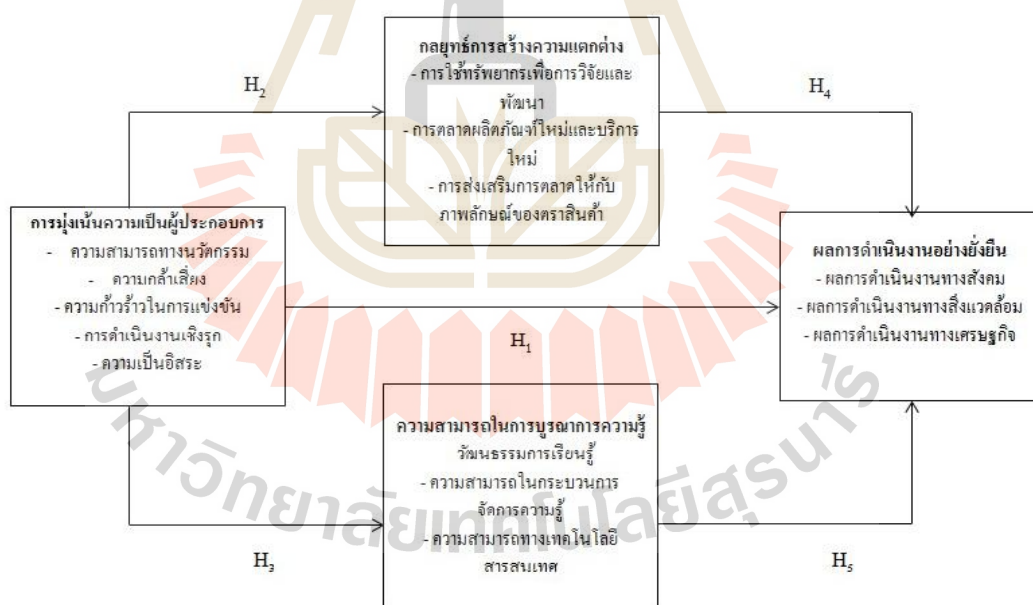 กลยุทธ์การสร้างความแตกต่าง
- การใช้ทรัพยากรเพื่อการวิจัยและ
พัฒนา
- การตลาดผลิตภัณฑ์ใหม่และบริการ
ใหม่
- การส่งเสริมการตลาดให้กับ
ภาพลักษณ์ของตราสินค้า
H₂
H₄
การมุ่งเน้นความเป็นผู้ประกอบการ
- ความสามารถทางนวัตกรรม
- ความกล้าเสี่ยง
- ความก้าวร้าวในการแข่งขัน
- การดำเนินงานเชิงรุก
- ความเป็นอิสระ
H₁
ผลการดำเนินงานอย่างยั่งยืน
- ผลการดำเนินงานทางสังคม
- ผลการดำเนินงานทางสิ่งแวดล้อม
- ผลการดำเนินงานทางเศรษฐกิจ
ความสามารถในการบูรณาการความรู้
วัฒนธรรมการเรียนรู้
- ความสามารถในกระบวนการ
จัดการความรู้
- ความสามารถทางเทคโนโลยี
สารสนเทศ
H₃
H₅
มหาวิทยาลัยเทคโนโลยีสุรนารี